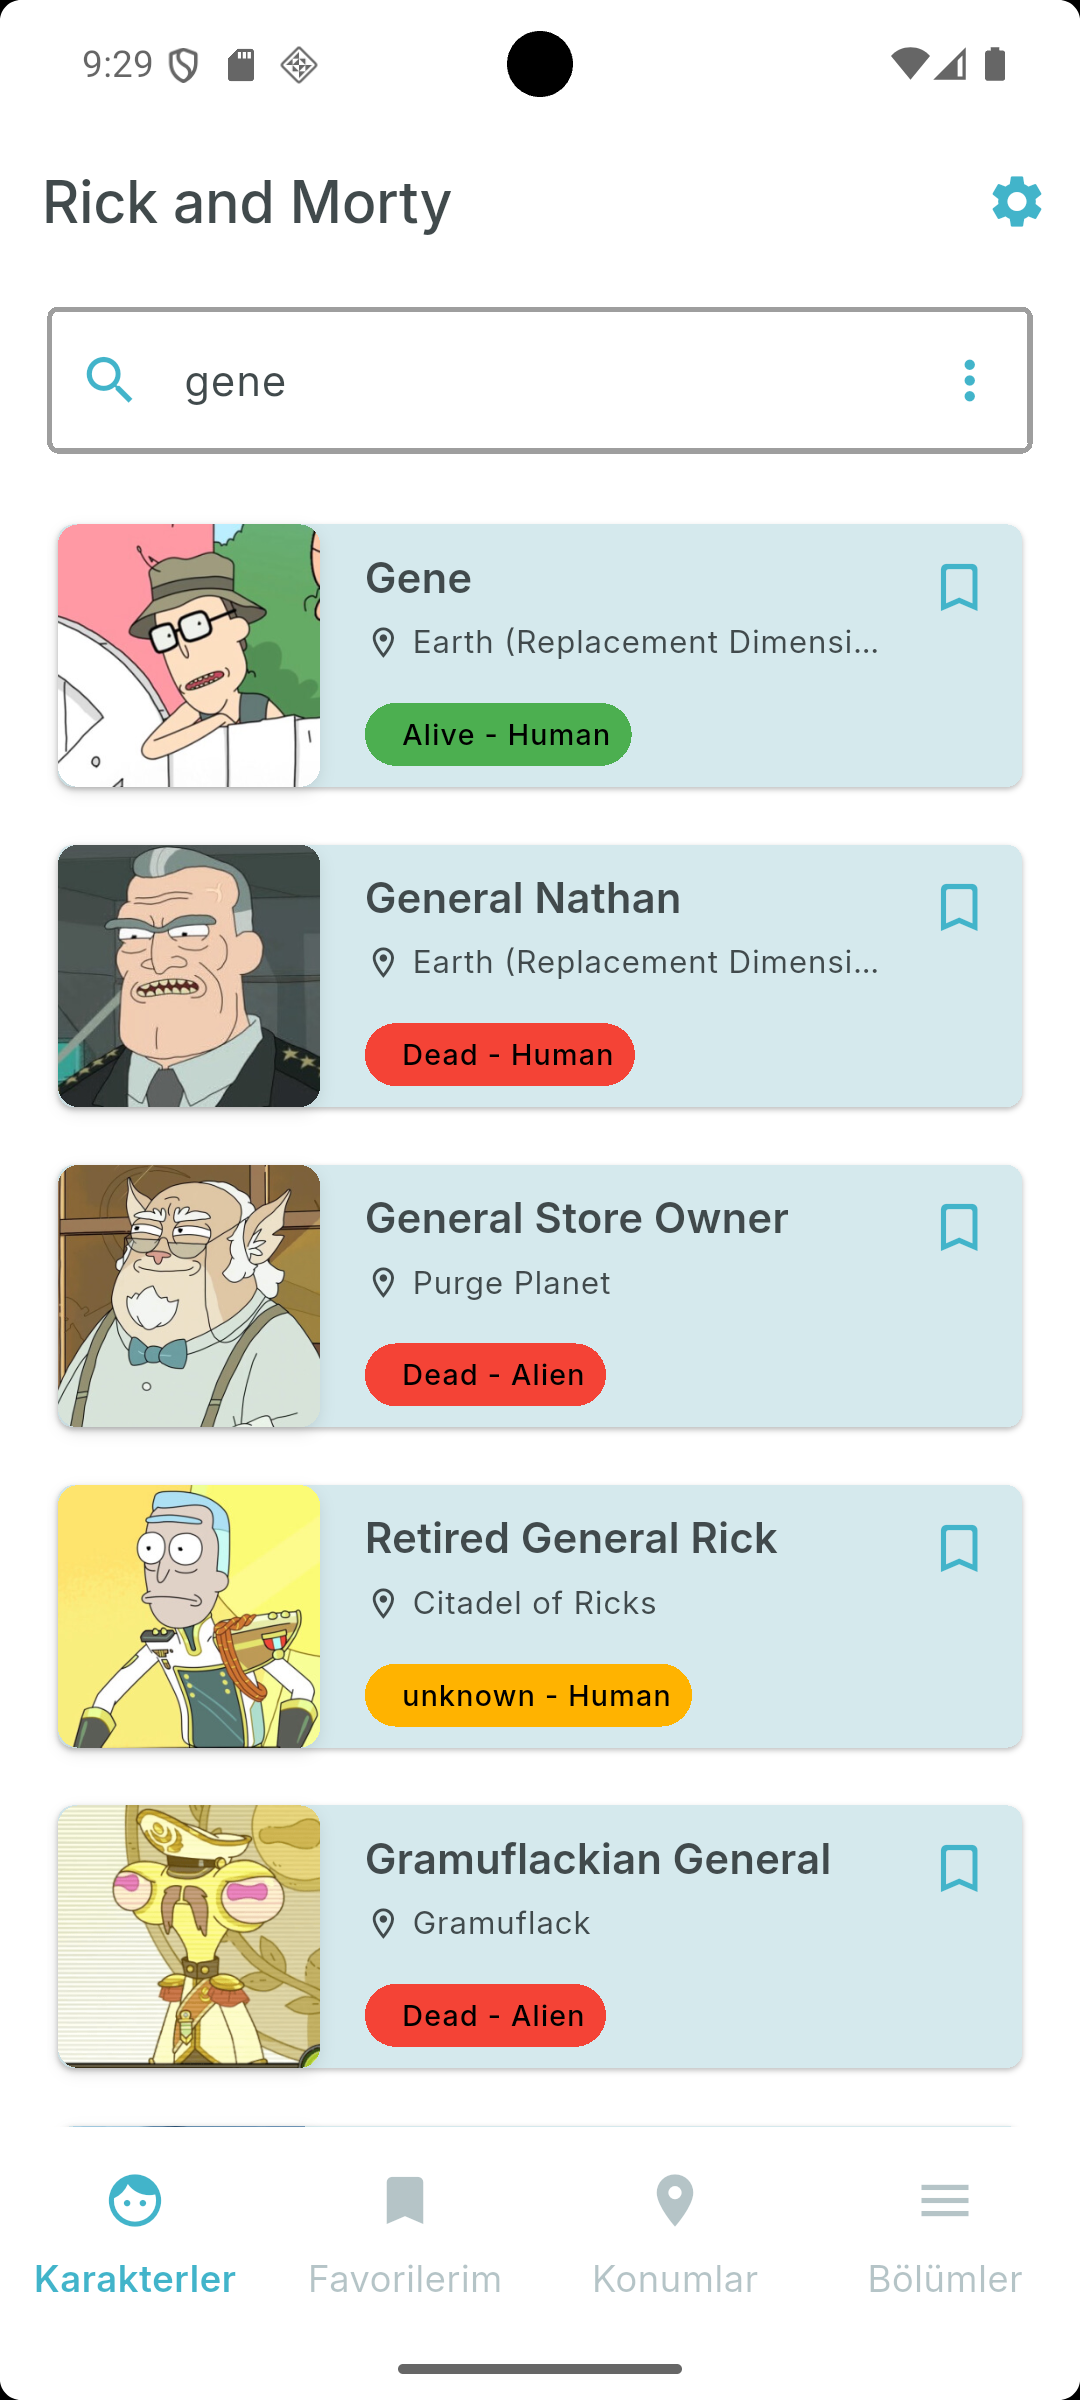 9:29
Rick and Morty
gene
Gene
Earth (Replacement Dimensi...
Alive - Human
General Nathan
Earth (Replacement Dimensi...
Dead - Human
General Store Owner
Purge Planet
Dead - Alien
Retired General Rick
Citadel of Ricks
unknown - Human
Gramuflackian General
Gramuflack
Dead - Alien
Karakterler
Favorilerim
Konumlar
Bölümler